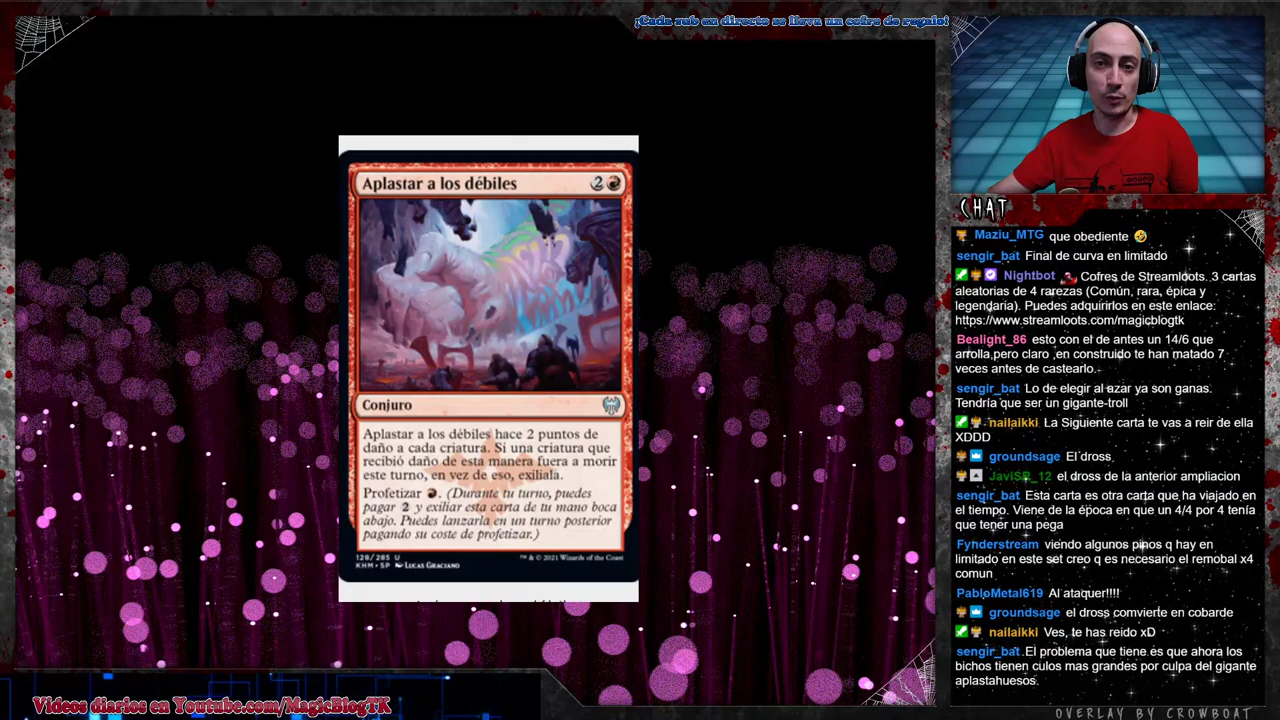 ¡Cada sub en directo se lleva un cofre de regalo!
Aplastar a los débiles 2
Conjuro
Aplastar a los débiles hace 2 puntos de
daño a cada criatura. Si una criatura que
recibió daño de esta manera fuera a morir
este turno, en vez de eso, exíliala.
Profetizar . (Durante tu turno, puedes
pagar 2 y exiliar esta carta de tu mano boca
abajo. Puedes lanzarla en un turno posterior
pagando su coste de profetizar.)
128/285 U
KHM • SP LUCAS GRACIANO
™ & © 2021 Wizards of the Coast
CHAT
Maziu_MTG que obediente 🤣
sengir_bat Final de curva en limitado
Nightbot Cofres de Streamloots. 3 cartas
aleatorias de 4 rarezas (Común, rara, épica y
legendaria). Puedes adquirirlos en este enlace:
https://www.streamloots.com/magicblogtk
Bealight_86 esto con el de antes un 14/6 que
arrolla,pero claro ,en construido te han matado 7
veces antes de castearlo.
sengir_bat Lo de elegir al azar ya son ganas.
Tendría que ser un gigante-troll
nailaikki La Siguiente carta te vas a reir de ella
XDDD
groundsage El dross
JaviSR_12 el dross de la anterior ampliacion
sengir_bat Esta carta es otra carta que ha viajado en
el tiempo. Viene de la época en que un 4/4 por 4 tenía
que tener una pega
Fyhderstream viendo algunos pinos q hay en
limitado en este set creo q es necesario el remobal x4
comun
PabloMetal619 Al ataquer!!!!
groundsage el dross comvierte en cobarde
nailaikki Ves, te has reido xD
sengir_bat El problema que tiene es que ahora los
bichos tienen culos mas grandes por culpa del gigante
aplastahuesos.
Videos diarios en Youtube.com/MagicBlogTK
OVERLAY BY CROWBOAT